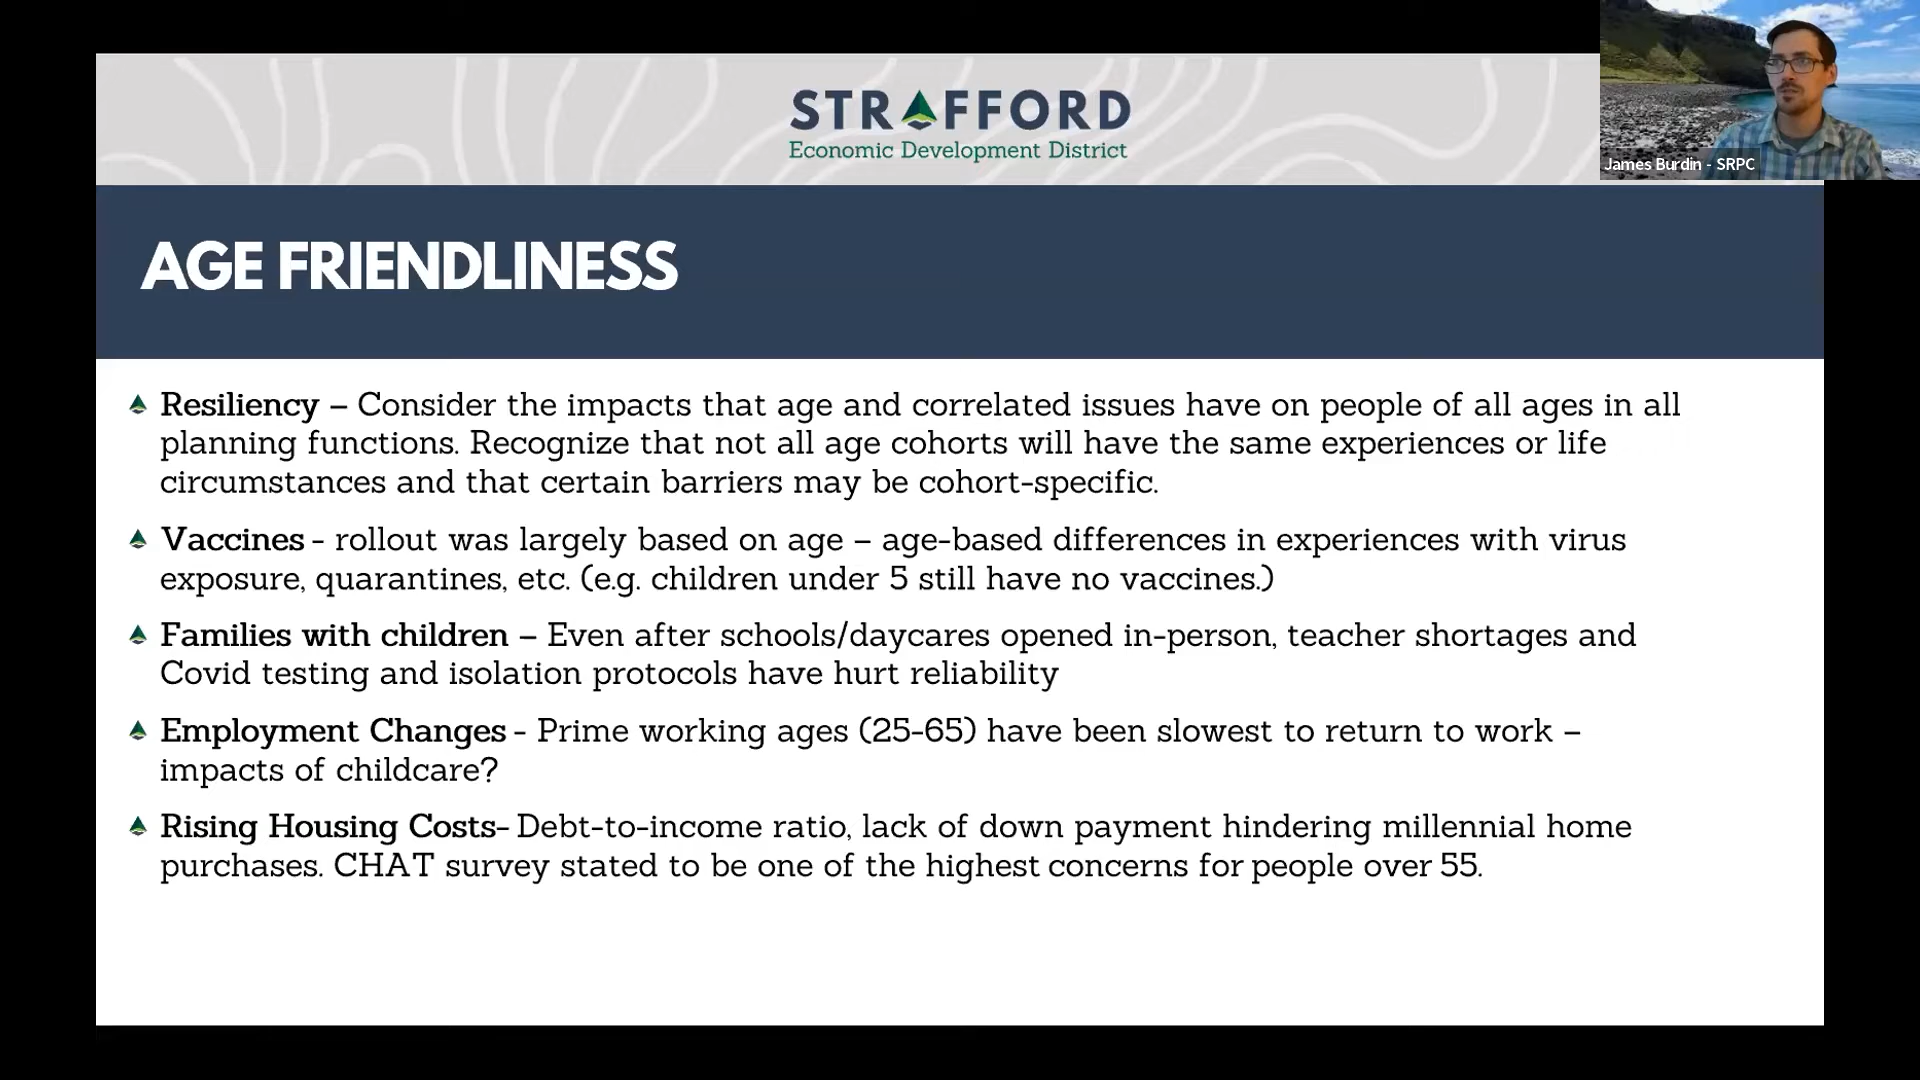 STRAFFORD
Economic Development District
James Burdin - SRPC
AGE FRIENDLINESS
Resiliency – Consider the impacts that age and correlated issues have on people of all ages in all
planning functions. Recognize that not all age cohorts will have the same experiences or life
circumstances and that certain barriers may be cohort-specific.
Vaccines - rollout was largely based on age – age-based differences in experiences with virus
exposure, quarantines, etc. (e.g. children under 5 still have no vaccines.)
Families with children – Even after schools/daycares opened in-person, teacher shortages and
Covid testing and isolation protocols have hurt reliability
Employment Changes - Prime working ages (25-65) have been slowest to return to work –
impacts of childcare?
Rising Housing Costs- Debt-to-income ratio, lack of down payment hindering millennial home
purchases. CHAT survey stated to be one of the highest concerns for people over 55.